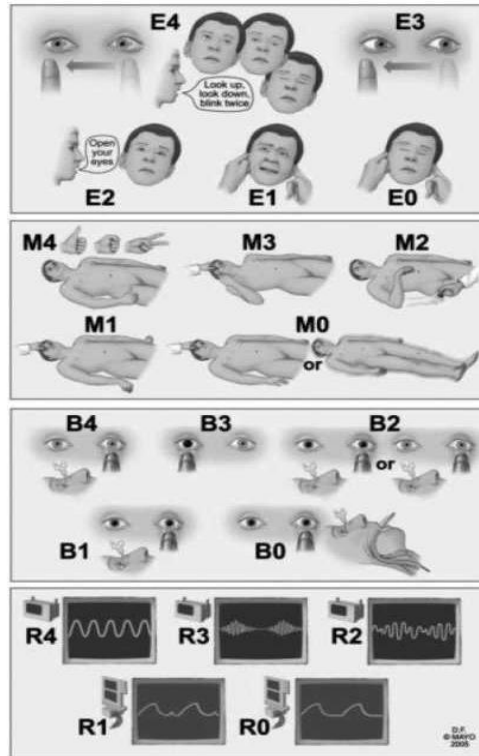 E4
E3
Look up,
look down,
blink twice
Open
your
eyes
E2
E1
E0
M4
M3
M2
M1
M0
or
B4
B3
B2
or
B1
B0
R4
R3
R2
R1
R0
D.F.
© MAYO
2005